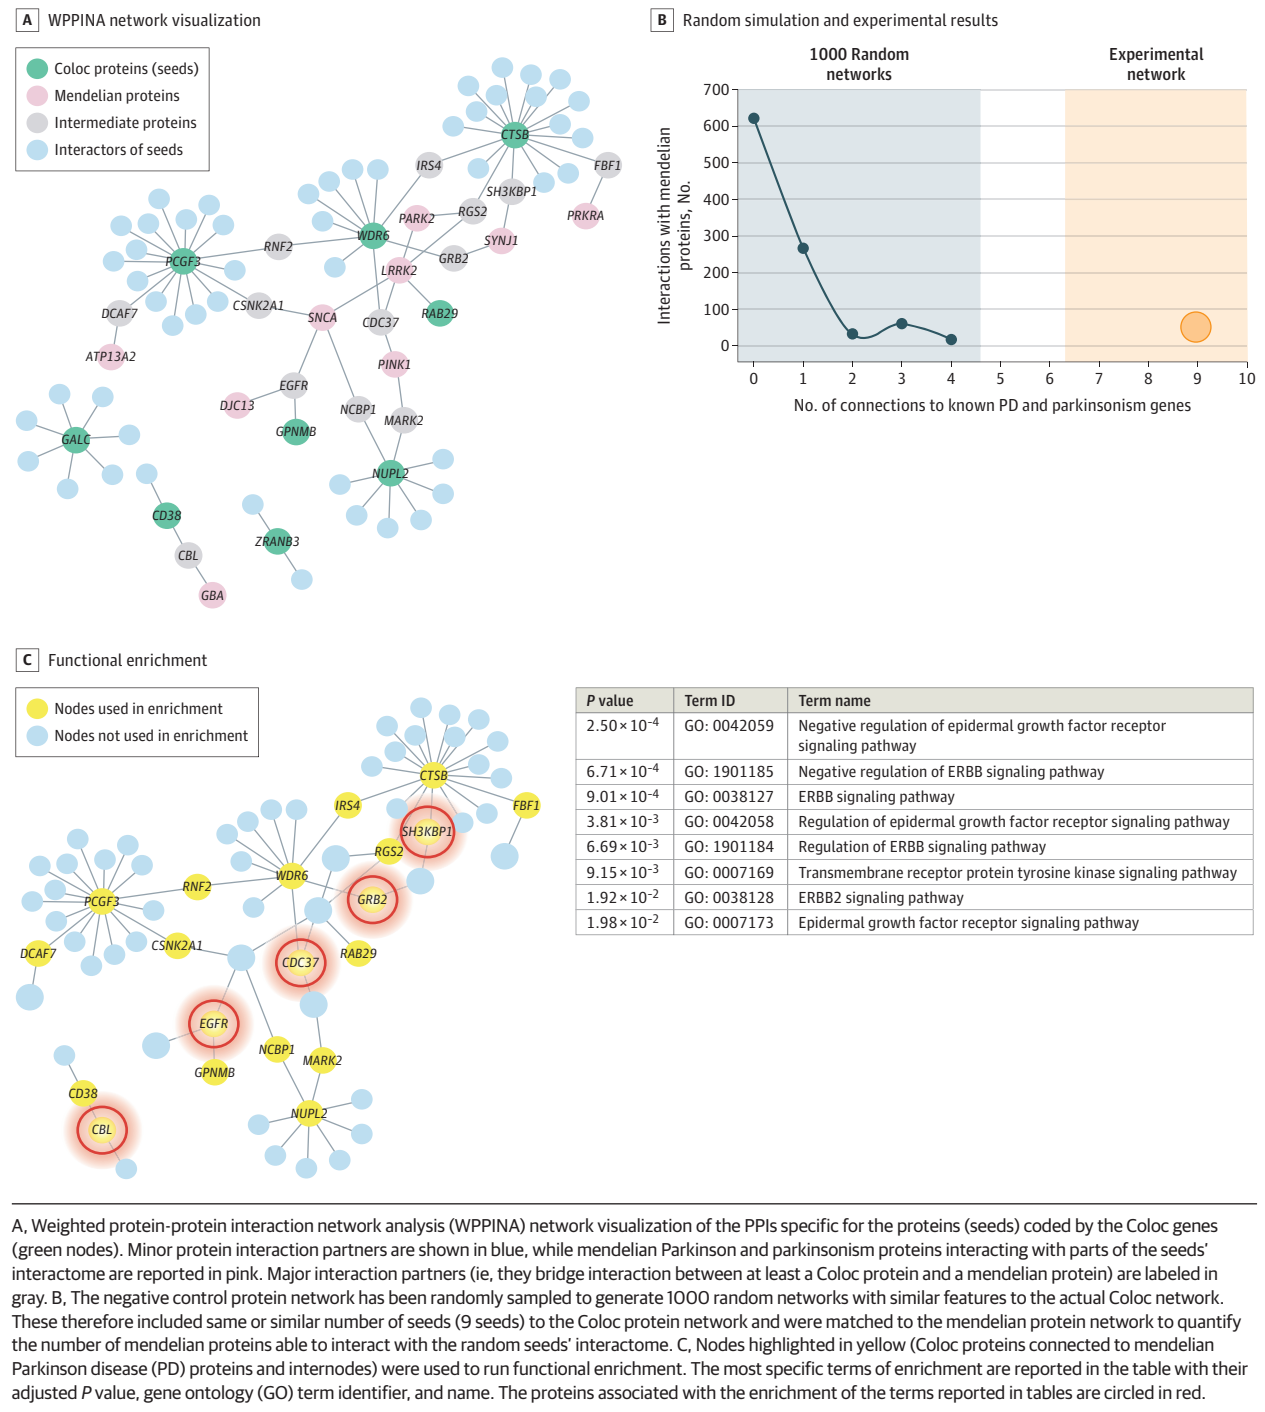 A WPPINA network visualization
Coloc proteins (seeds)
Mendelian proteins
Intermediate proteins
Interactors of seeds
CTSB
IRS4
FBF1
SH3KBP1
PARK2
RGS2
PRKRA
WDR6
SYNJ1
RNF2
GRB2
PCGF3
LRRK2
CSNK2A1
DCAF7
SNCA
CDC37
RAB29
ATP13A2
PINK1
EGFR
DJC13
NCBP1
MARK2
GPNMB
GALC
NUPL2
CD38
ZRANB3
CBL
GBA
B Random simulation and experimental results
1000 Random
networks
Experimental
network
Interactions with mendelian
proteins, No.
700
600
500
400
300
200
100
0
0 1 2 3 4 5 6 7 8 9 10
No. of connections to known PD and parkinsonism genes
C Functional enrichment
Nodes used in enrichment
Nodes not used in enrichment
CTSB
IRS4
FBF1
SH3KBP1
RGS2
WDR6
RNF2
GRB2
PCGF3
CSNK2A1
DCAF7
RAB29
CDC37
EGFR
NCBP1
MARK2
GPNMB
CD38
NUPL2
CBL
P value Term ID Term name
2.50 × 10⁻⁴ GO: 0042059 Negative regulation of epidermal growth factor receptor
signaling pathway
6.71 × 10⁻⁴ GO: 1901185 Negative regulation of ERBB signaling pathway
9.01 × 10⁻⁴ GO: 0038127 ERBB signaling pathway
3.81 × 10⁻³ GO: 0042058 Regulation of epidermal growth factor receptor signaling pathway
6.69 × 10⁻³ GO: 1901184 Regulation of ERBB signaling pathway
9.15 × 10⁻³ GO: 0007169 Transmembrane receptor protein tyrosine kinase signaling pathway
1.92 × 10⁻² GO: 0038128 ERBB2 signaling pathway
1.98 × 10⁻² GO: 0007173 Epidermal growth factor receptor signaling pathway
A, Weighted protein-protein interaction network analysis (WPPINA) network visualization of the PPIs specific for the proteins (seeds) coded by the Coloc genes
(green nodes). Minor protein interaction partners are shown in blue, while mendelian Parkinson and parkinsonism proteins interacting with parts of the seeds'
interactome are reported in pink. Major interaction partners (ie, they bridge interaction between at least a Coloc protein and a mendelian protein) are labeled in
gray. B, The negative control protein network has been randomly sampled to generate 1000 random networks with similar features to the actual Coloc network.
These therefore included same or similar number of seeds (9 seeds) to the Coloc protein network and were matched to the mendelian protein network to quantify
the number of mendelian proteins able to interact with the random seeds' interactome. C, Nodes highlighted in yellow (Coloc proteins connected to mendelian
Parkinson disease (PD) proteins and internodes) were used to run functional enrichment. The most specific terms of enrichment are reported in the table with their
adjusted P value, gene ontology (GO) term identifier, and name. The proteins associated with the enrichment of the terms reported in tables are circled in red.